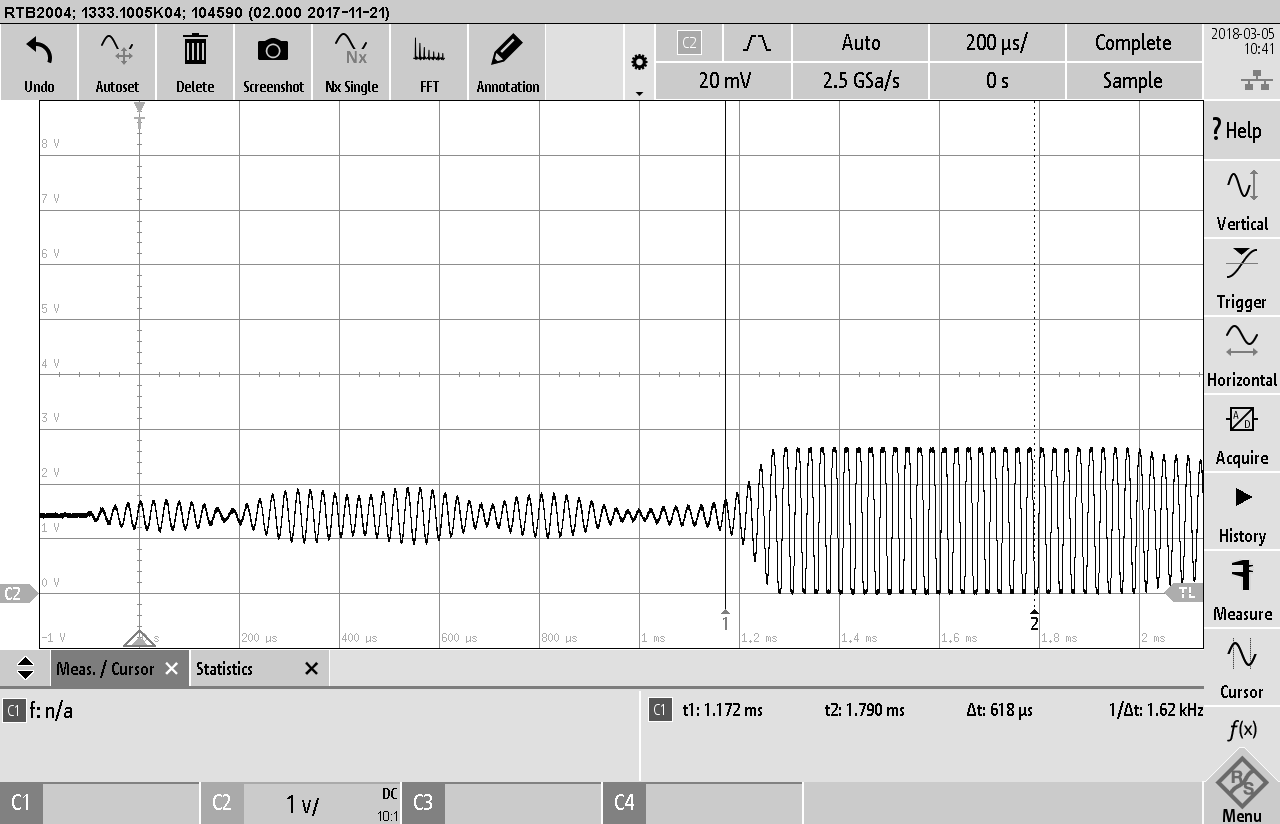 RTB2004; 1333.1005K04; 104590 (02.000 2017-11-21)
Undo Autoset Delete Screenshot Nx Single FFT Annotation
Nx
C2 Auto 200 µs/ Complete
20 mV 2.5 GSa/s 0 s Sample
2018-03-05
10:41
? Help
Vertical
Trigger
Horizontal
A/D
Acquire
History
Measure
Cursor
f(x)
R/S
Menu
8 V
7 V
6 V
5 V
4 V
3 V
2 V
1 V
0 V
C2
TL
1 2
-1 V s 200 µs 400 µs 600 µs 800 µs 1 ms 1.2 ms 1.4 ms 1.6 ms 1.8 ms 2 ms
Meas. / Cursor Statistics
C1 f: n/a
C1 t1: 1.172 ms t2: 1.790 ms Δt: 618 µs 1/Δt: 1.62 kHz
C1 C2 1 V/ DC 10:1 C3 C4